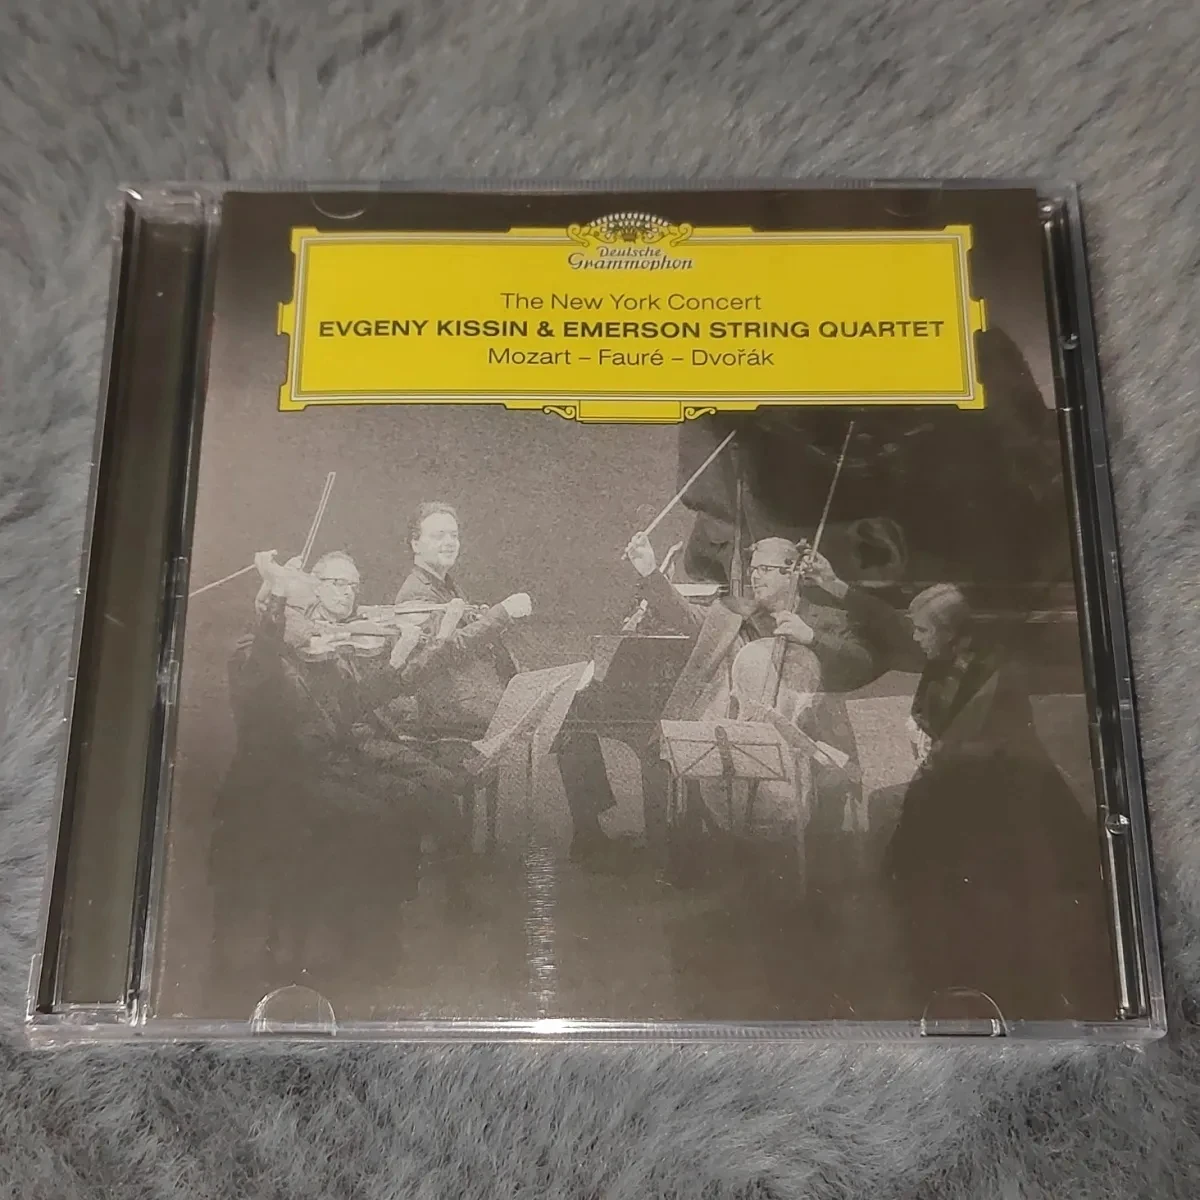 Deutsche
Grammophon
The New York Concert
EVGENY KISSIN & EMERSON STRING QUARTET
Mozart – Fauré – Dvořák